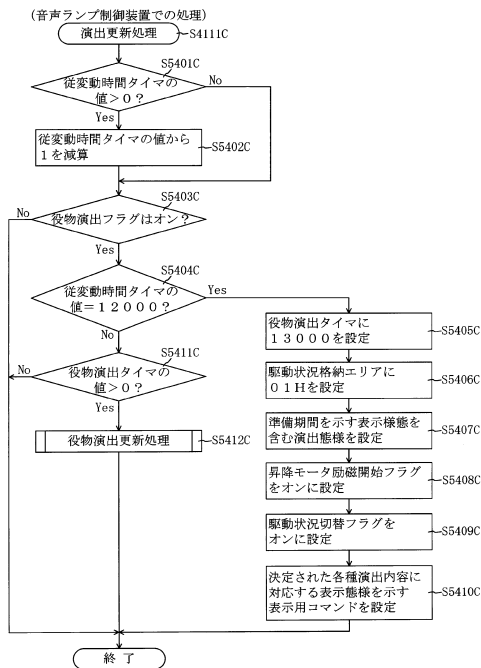 (音声ランプ制御装置での処理)
演出更新処理
S4111C
S5401C
従変動時間タイマの
値>0?
No
Yes
従変動時間タイマの値から
1を減算
S5402C
S5403C
No
役物演出フラグはオン?
Yes
S5404C
従変動時間タイマの
値=12000?
Yes
No
役物演出タイマに
13000を設定
S5405C
S5411C
No
役物演出タイマの
値>0?
Yes
駆動状況格納エリアに
01Hを設定
S5406C
準備期間を示す表示様態を
含む演出態様を設定
S5407C
役物演出更新処理
S5412C
昇降モータ励磁開始フラグ
をオンに設定
S5408C
駆動状況切替フラグを
オンに設定
S5409C
決定された各種演出内容に
対応する表示態様を示す
表示用コマンドを設定
S5410C
終了